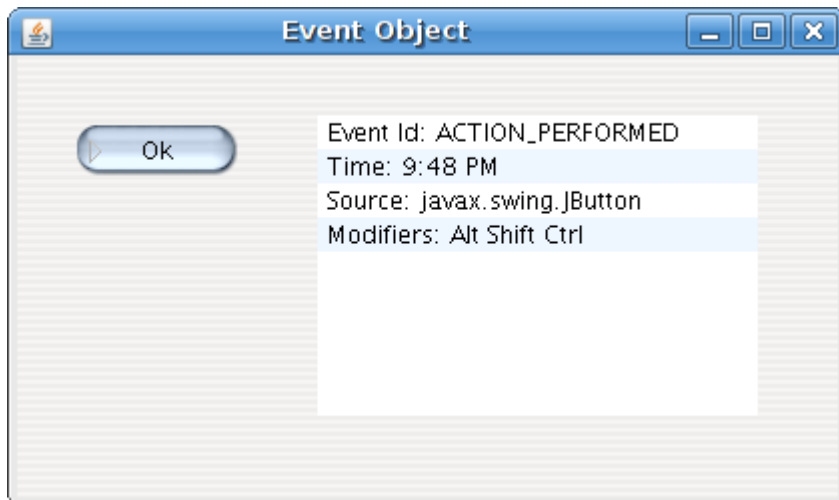 Event Object
Ok
Event Id: ACTION_PERFORMED
Time: 9:48 PM
Source: javax.swing.JButton
Modifiers: Alt Shift Ctrl